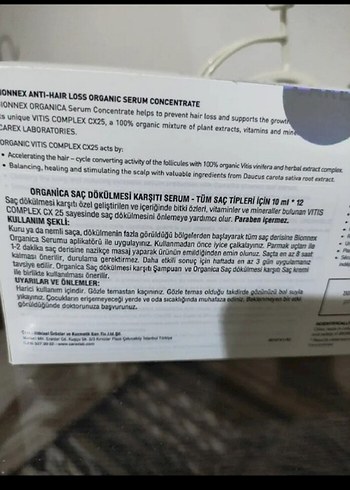 IONNEX ANTI-HAIR LOSS ORGANIC SERUM CONCENTRATE
IONNEX ORGANICA Serum Concentrate helps to prevent hair loss and supports the growth
s unique VITIS COMPLEX CX25, a 100% organic mixture of plant extracts, vitamins and mine
CAREX LABORATORIES.
ORGANIC VITIS COMPLEX CX25 acts by:
• Accelerating the hair – cycle converting activity of the follicules with 100% organic Vitis vinifera and herbal extract complex.
• Balancing, healing and stimulating the scalp with valuable ingredients from Daucus carota sativa root extract.
ORGANICA SAÇ DÖKÜLMESİ KARŞITI SERUM - TÜM SAÇ TİPLERİ İÇİN 10 ml * 12
Saç dökülmesi karşıtı özel geliştirilen ve içeriğinde bitki özleri, vitaminler ve mineraller bulunan VITIS
COMPLEX CX 25 sayesinde saç dökülmesini önlemeye yardımcı olur. Paraben içermez.
KULLANIM ŞEKLİ:
Kuru ya da nemli saça, dökülmenin fazla görüldüğü bölgelerden başlayarak tüm saç derisine Bionnex
Organica Serumu aplikatörü ile uygulayınız. Kullanmadan önce iyice çalkalayınız. Parmak uçları ile
1-2 dakika saç derisine nazikçe masaj yaparak ürünün emildiğinden emin olunuz. Saçta en az 8 saat
kalması önerilir, durulama gerektirmez. Daha etkili sonuç için haftada en az 3 gün uygulamanız
tavsiye edilir. Organica Saç dökülmesi karşıtı Şampuan ve Organica Saç dökülmesi karşıtı Saç kremi
ile birlikte kullanılması önerilir.
UYARILAR VE ÖNLEMLER:
Harici kullanım içindir. Gözle temastan kaçınınız. Gözle temas olduğu takdirde gözünüzü bol suyla
yıkayınız. Çocukların erişemeyeceği yerde ve oda sıcaklığında muhafaza ediniz. Beklenmeyen bir etki
görüldüğünde doktorunuza başvurunuz.